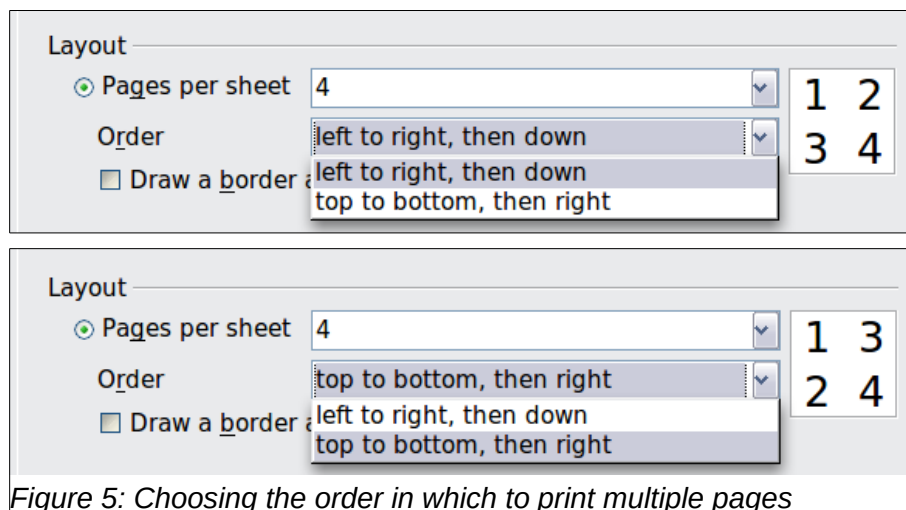 Layout
Pages per sheet 4
1 2
Order left to right, then down
3 4
left to right, then down
Draw a border
top to bottom, then right
Layout
Pages per sheet 4
1 3
Order top to bottom, then right
2 4
left to right, then down
Draw a border
top to bottom, then right
Figure 5: Choosing the order in which to print multiple pages